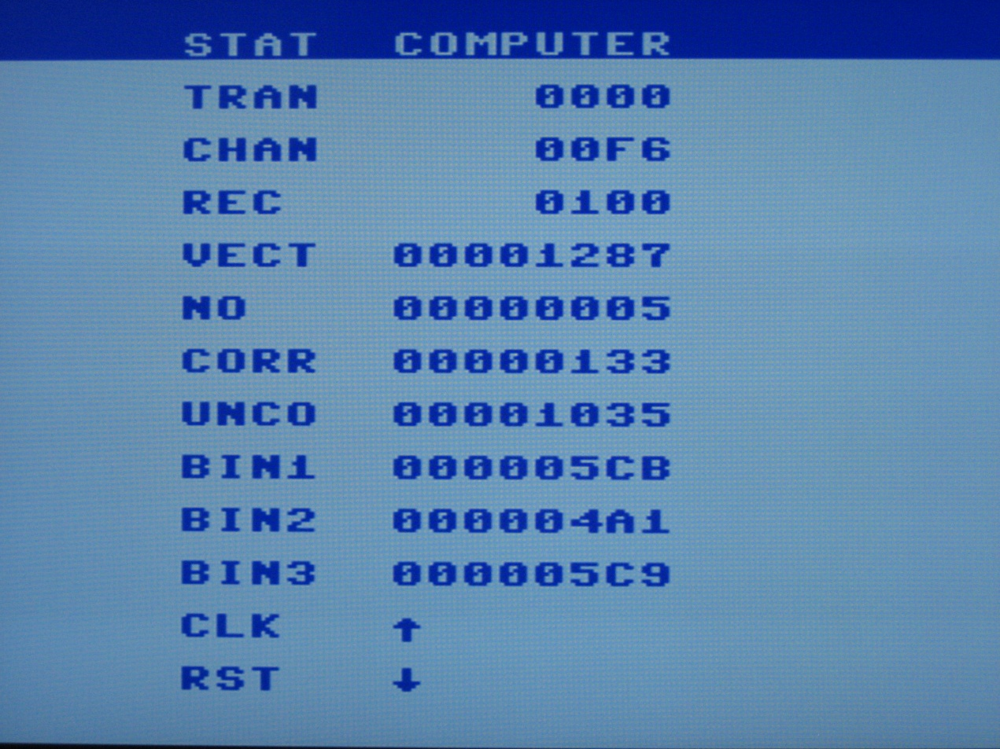 STAT COMPUTER
TRAN 0000
CHAN 00F6
REC 0100
VECT 00001287
NO 00000005
CORR 00000133
UNCO 00001035
BIN1 000005CB
BIN2 000004A1
BIN3 000005C9
CLK ↑
RST ↓